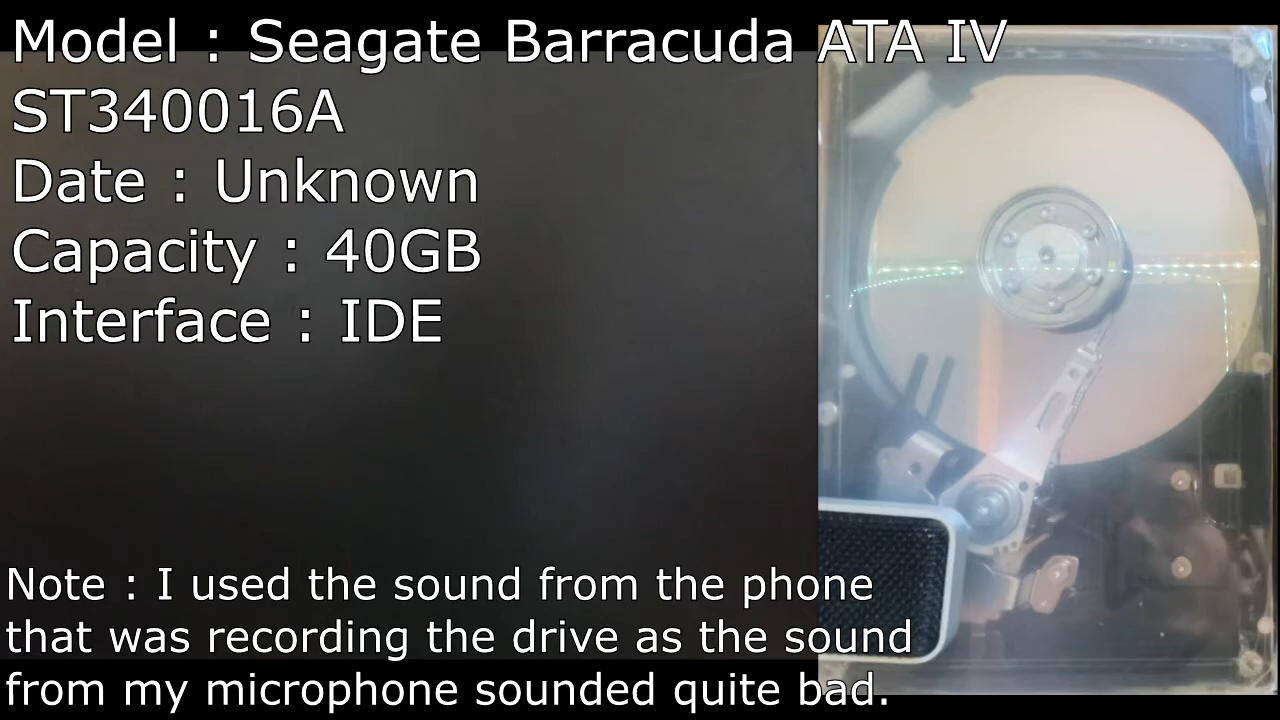 Model : Seagate Barracuda ATA IV
ST340016A
Date : Unknown
Capacity : 40GB
Interface : IDE
Note : I used the sound from the phone
that was recording the drive as the sound
from my microphone sounded quite bad.